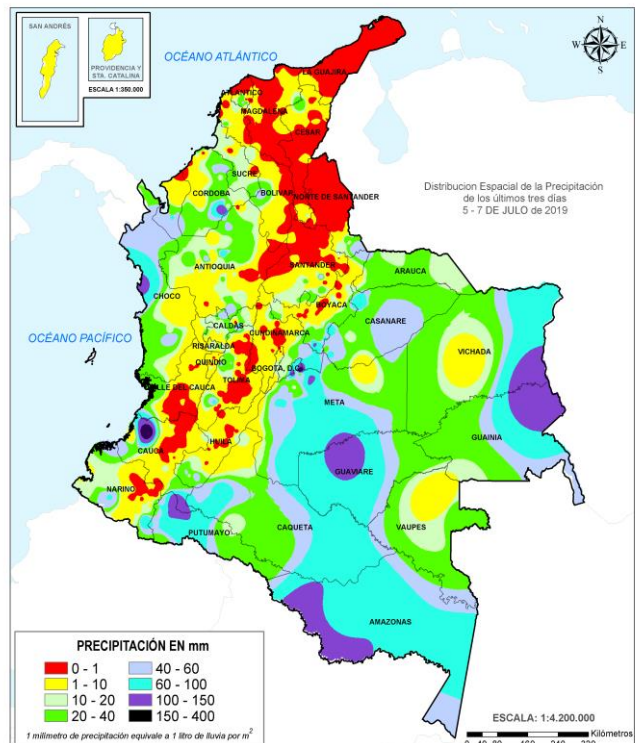 SAN ANDRÉS
PROVIDENCIA Y
STA. CATALINA
ESCALA 1:350.000
OCÉANO ATLÁNTICO
N
W E
S
LA GUAJIRA
ATLÁNTICO
MAGDALENA
CESAR
SUCRE
CORDOBA
BOLIVAR
NORTE DE SANTANDER
Distribucion Espacial de la Precipitación
de los últimos tres días
5 - 7 DE JULO de 2019
ANTIOQUIA
SANTANDER
ARAUCA
CHOCO
BOYACA
CASANARE
OCÉANO PACÍFICO
CALDAS
CUNDINAMARCA
VICHADA
RISARALDA
QUINDIO
BOGOTA, D.C.
TOLIMA
VALLE DEL CAUCA
META
CAUCA
HUILA
GUAINIA
GUAVIARE
NARIÑO
PUTUMAYO
CAQUETA
VAUPES
AMAZONAS
PRECIPITACIÓN EN mm
0 - 1 40 - 60
1 - 10 60 - 100
10 - 20 100 - 150
20 - 40 150 - 400
1 milimetro de precipitación equivale a 1 litro de lluvia por m²
ESCALA: 1:4.200.000
Kilómetros